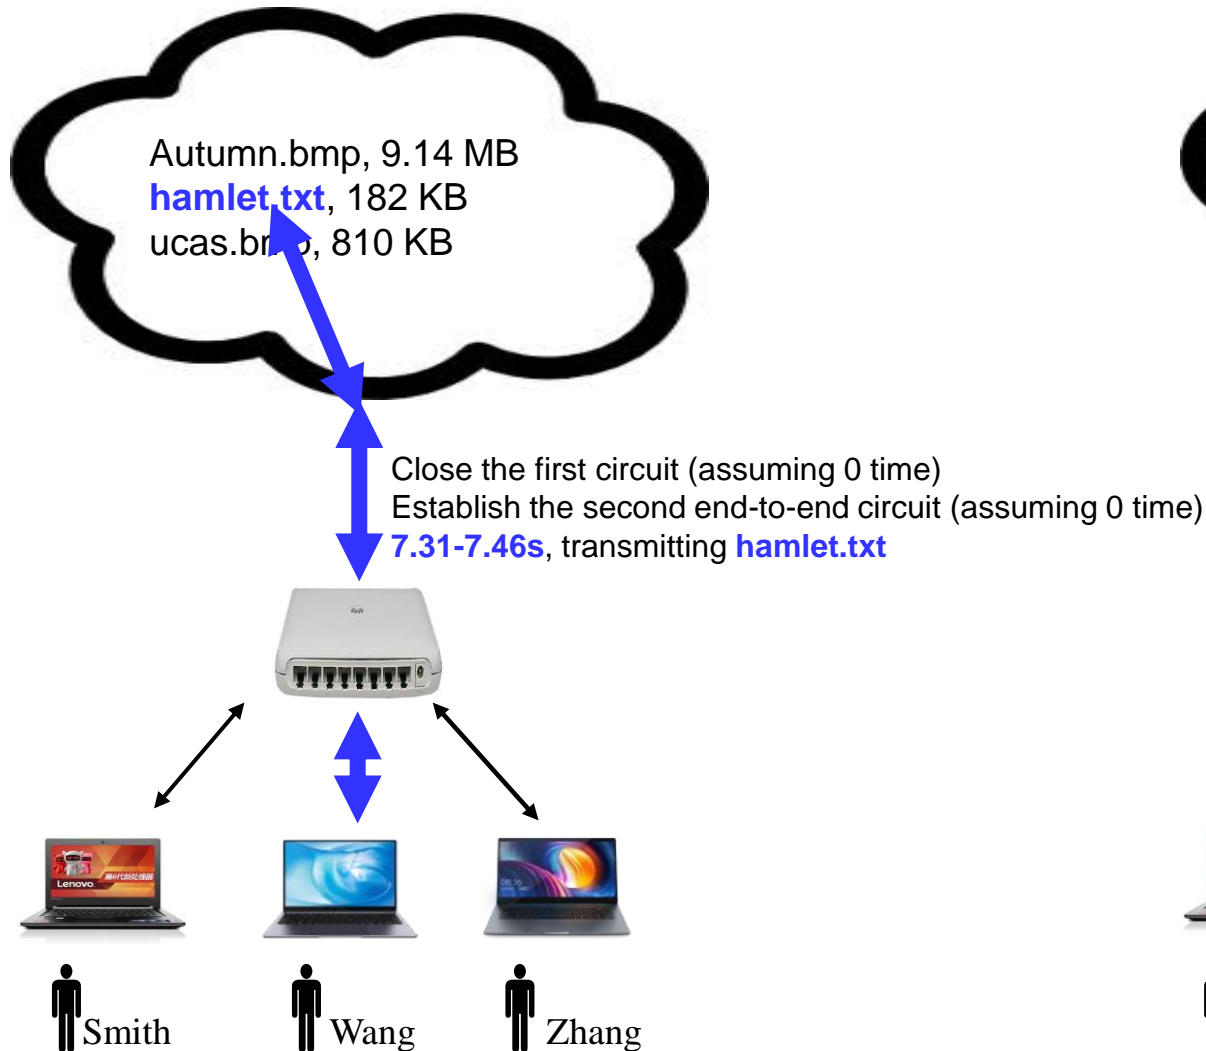 Autumn.bmp, 9.14 MB
hamlet.txt, 182 KB
ucas.bmp, 810 KB
Close the first circuit (assuming 0 time)
Establish the second end-to-end circuit (assuming 0 time)
7.31-7.46s, transmitting hamlet.txt
Lenovo
Smith
Wang
Zhang